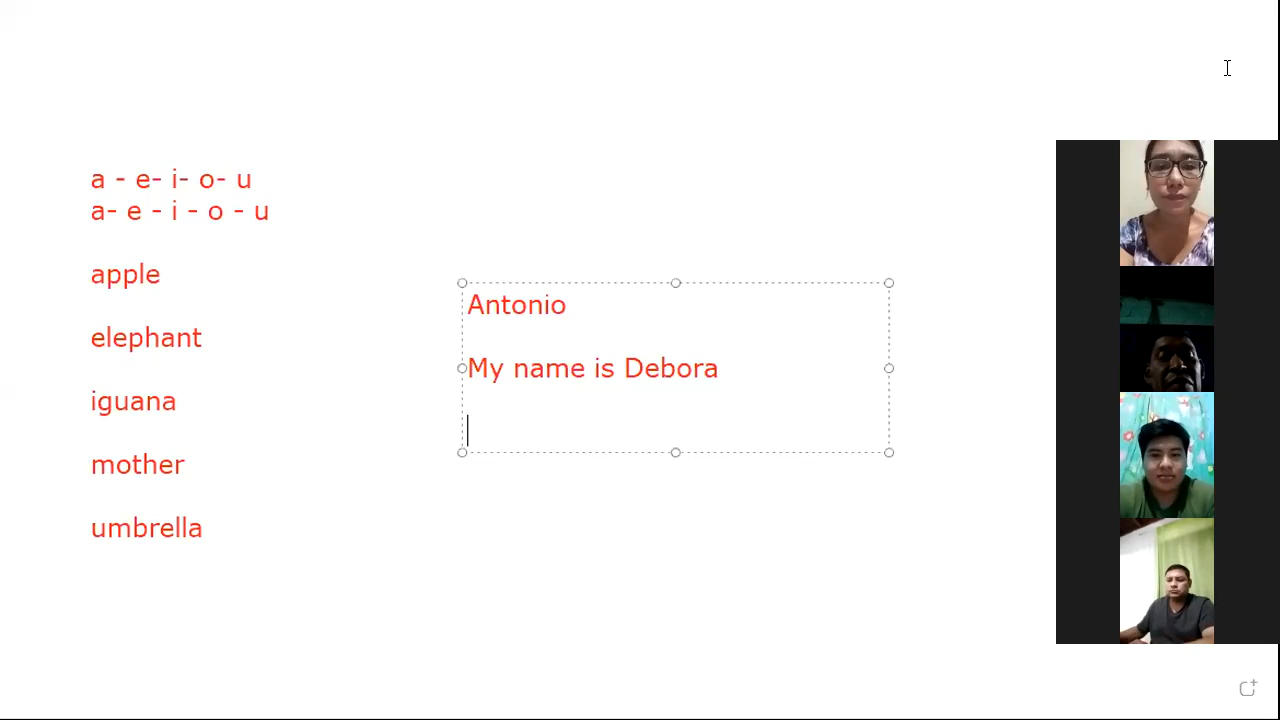 a - e- i- o- u
a- e - i - o - u
apple
elephant
iguana
mother
umbrella
Antonio
My name is Debora